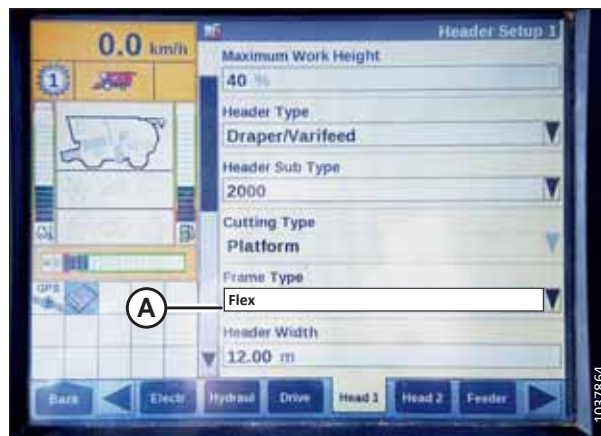 0.0 km/h
Header Setup 1
1
Maximum Work Height
40 %
Header Type
Draper/Varifeed
Header Sub Type
2000
Cutting Type
Platform
Frame Type
A
Flex
GPS
Header Width
12.00 m
Back
Electr
Hydraul
Drive
Head 1
Head 2
Feeder
1037864